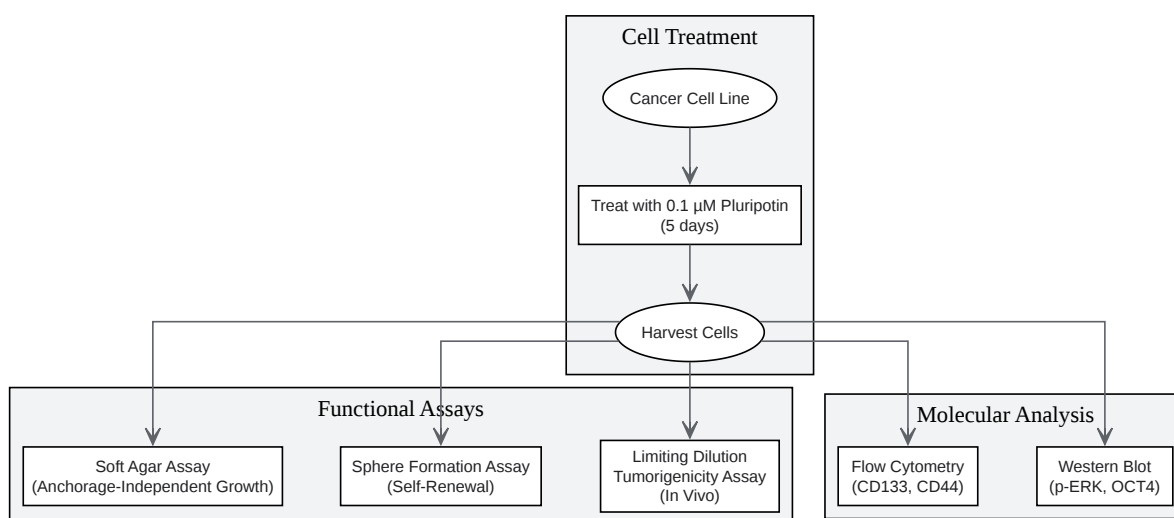 Cell Treatment
Cancer Cell Line
Treat with 0.1 µM Pluripotin
(5 days)
Harvest Cells
Functional Assays
Soft Agar Assay
(Anchorage-Independent Growth)
Sphere Formation Assay
(Self-Renewal)
Limiting Dilution
Tumorigenicity Assay
(In Vivo)
Molecular Analysis
Flow Cytometry
(CD133, CD44)
Western Blot
(p-ERK, OCT4)